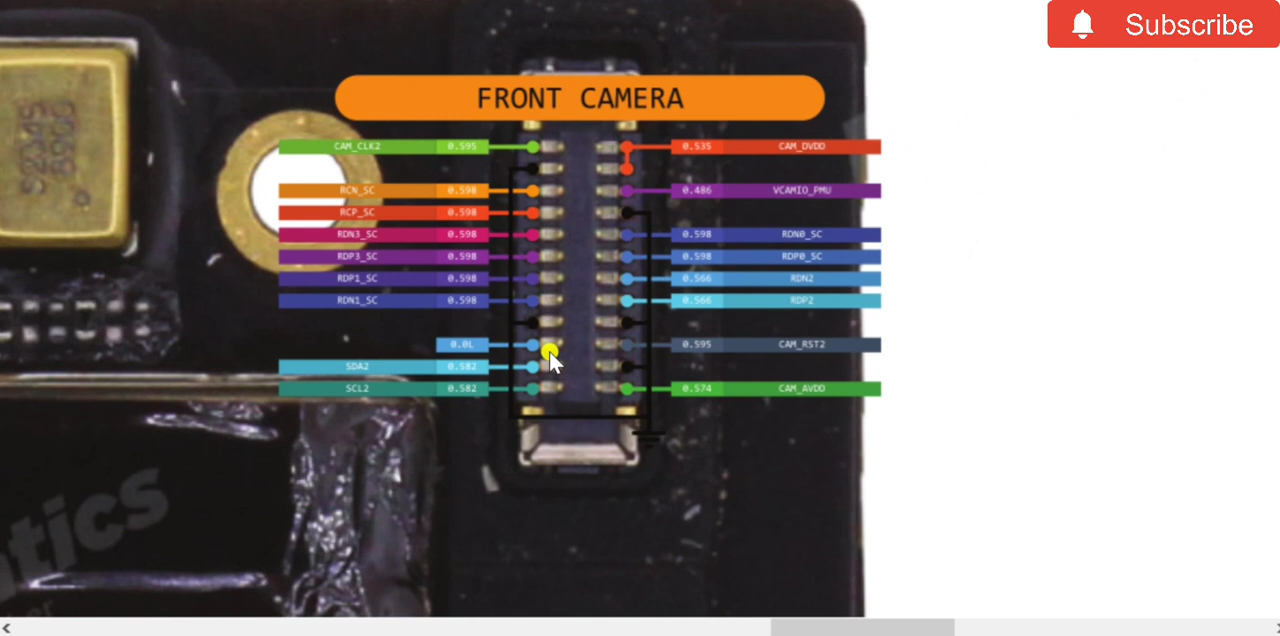 Subscribe
FRONT CAMERA
CAM_CLK2 0.595 0.535 CAM_DVDD
RCN_SC 0.598 0.486 VCAMIO_PMU
RCP_SC 0.598
RDN3_SC 0.598 0.598 RDN0_SC
RDP3_SC 0.598 0.598 RDP0_SC
RDP1_SC 0.598 0.566 RDN2
RDN1_SC 0.598 0.566 RDP2
0.0L 0.595 CAM_RST2
SDA2 0.582
SCL2 0.582 0.574 CAM_AVDD
tics
er